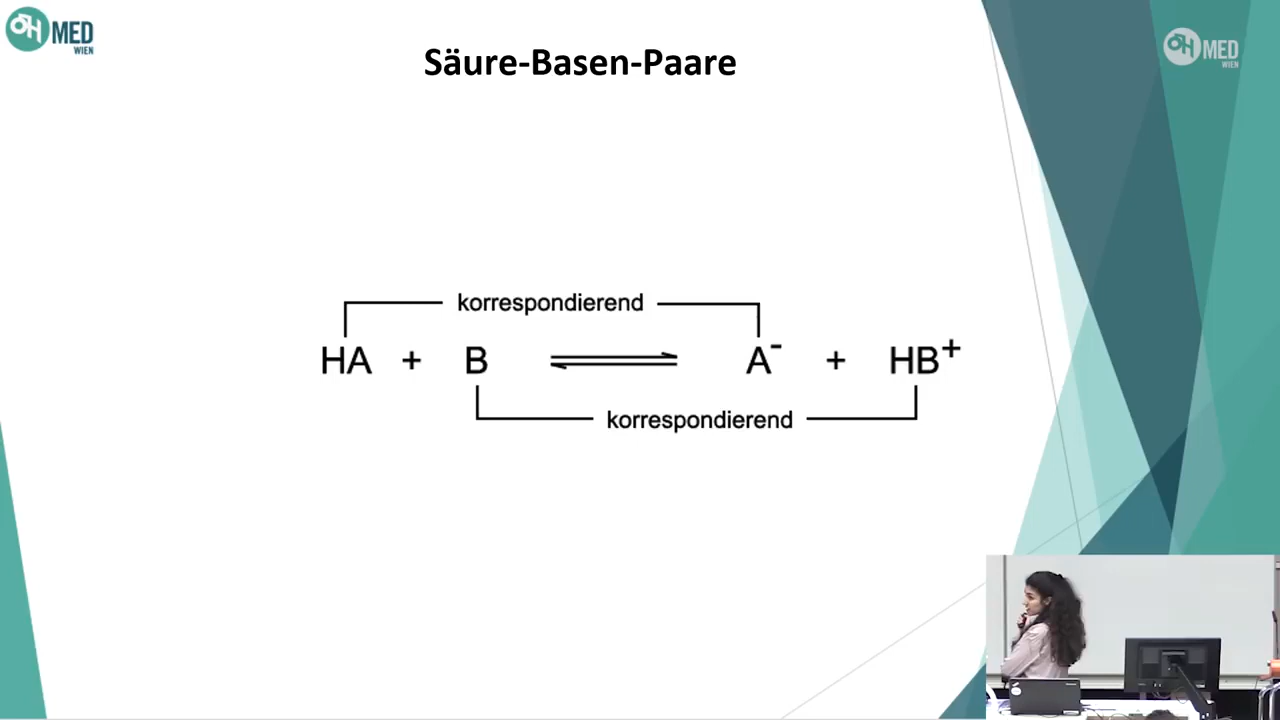 ÖH MED
WIEN
ÖH MED
WIEN
Säure-Basen-Paare
korrespondierend
HA + B ⇌ A⁻ + HB⁺
korrespondierend